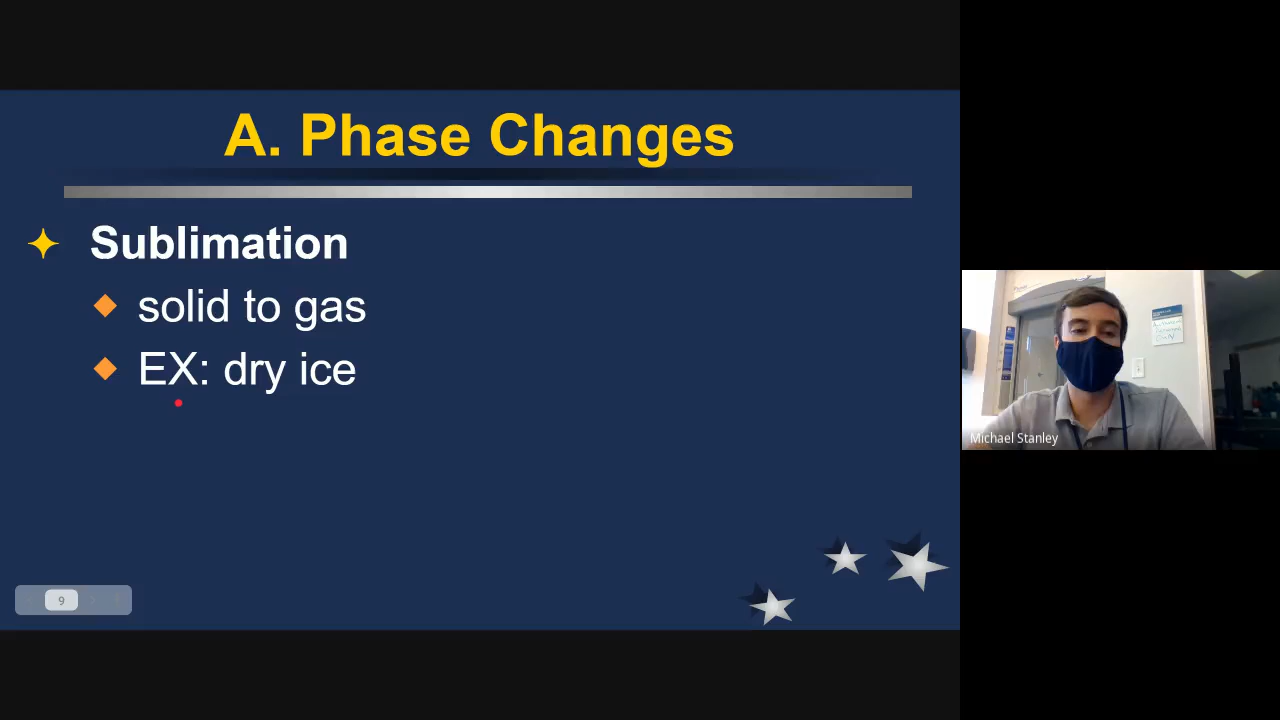 A. Phase Changes
Sublimation
solid to gas
EX: dry ice
9
Michael Stanley